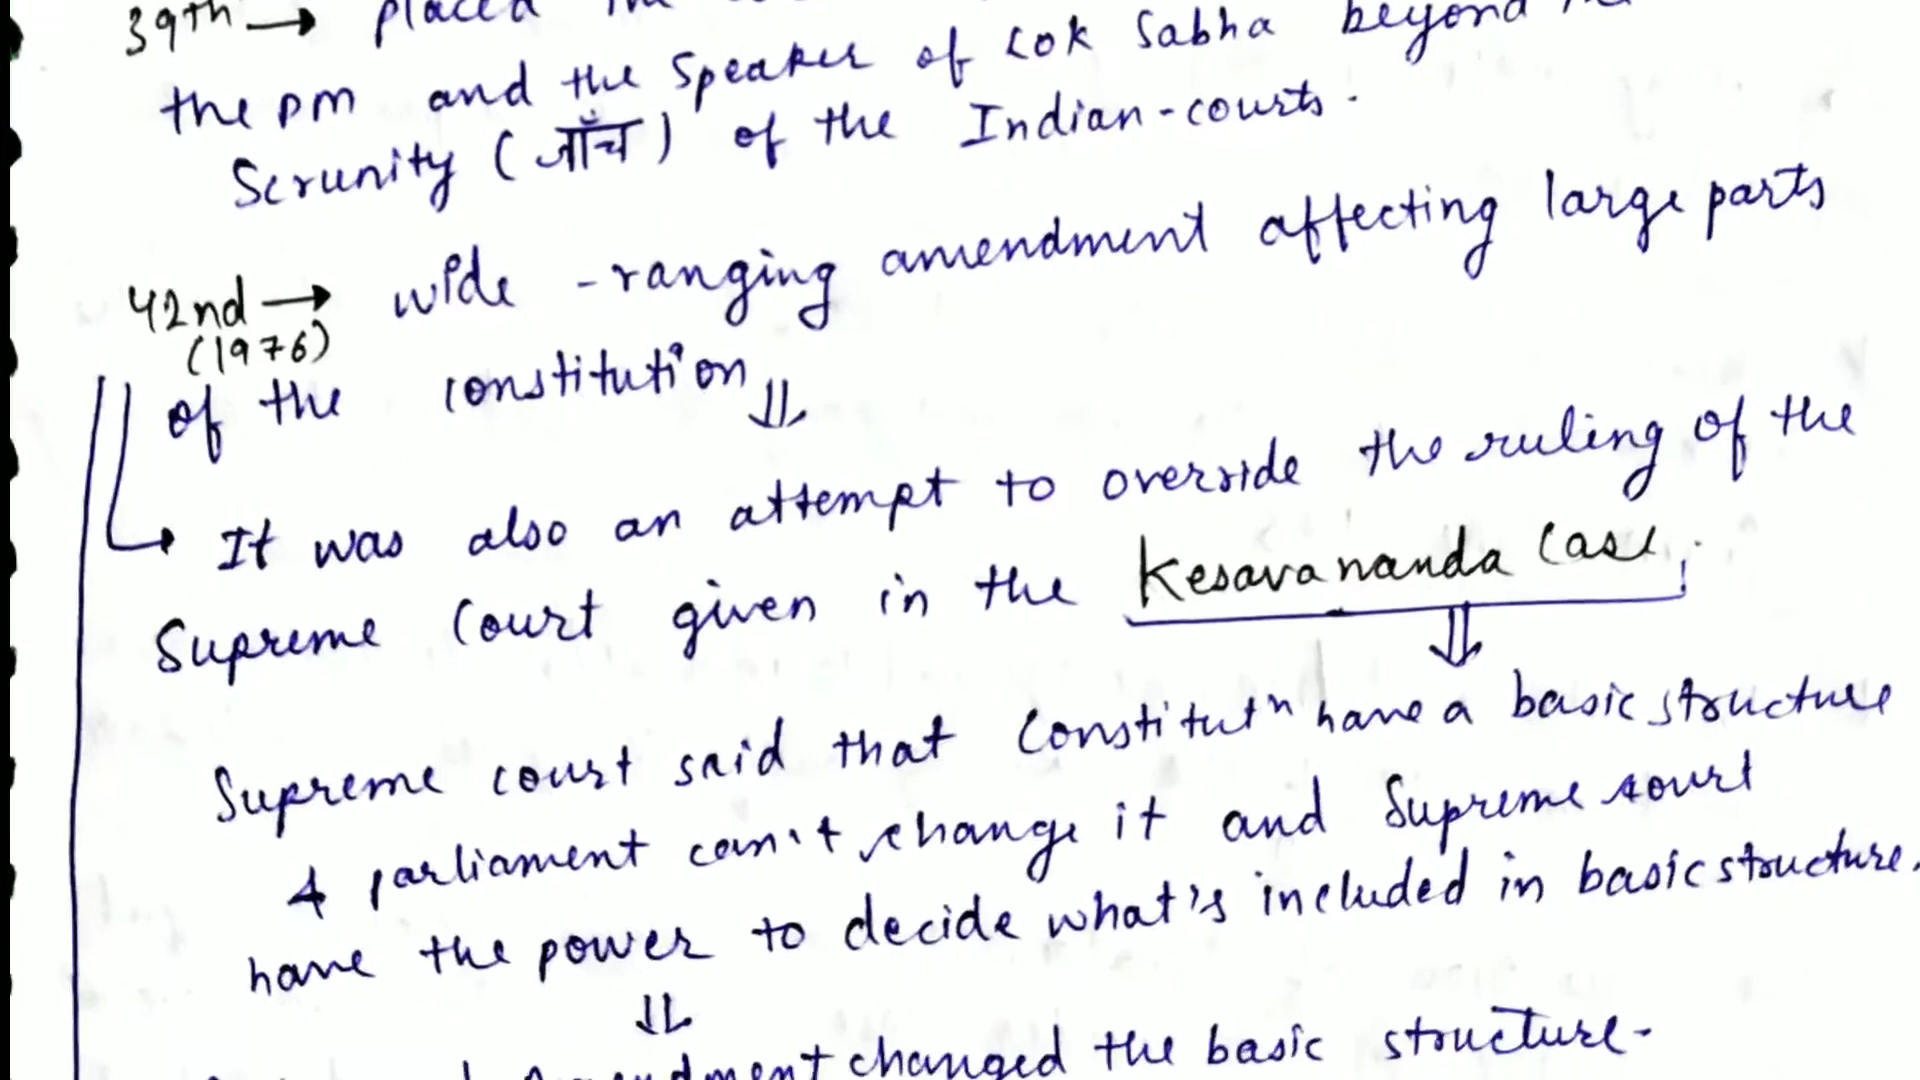 39th → placed the
the pm and the Speaker of Lok Sabha beyond
Scrunity (जाँच) of the Indian-courts.
42nd → wide -ranging amendment affecting large parts
(1976)
of the constitution
⇓
→ It was also an attempt to override the ruling of the
Supreme Court given in the Kesavananda Case.
⇓
Supreme court said that Constitutⁿ have a basic structure
& parliament can't change it and Supreme court
have the power to decide what's included in basic structure.
⇓
Amendment changed the basic structure-